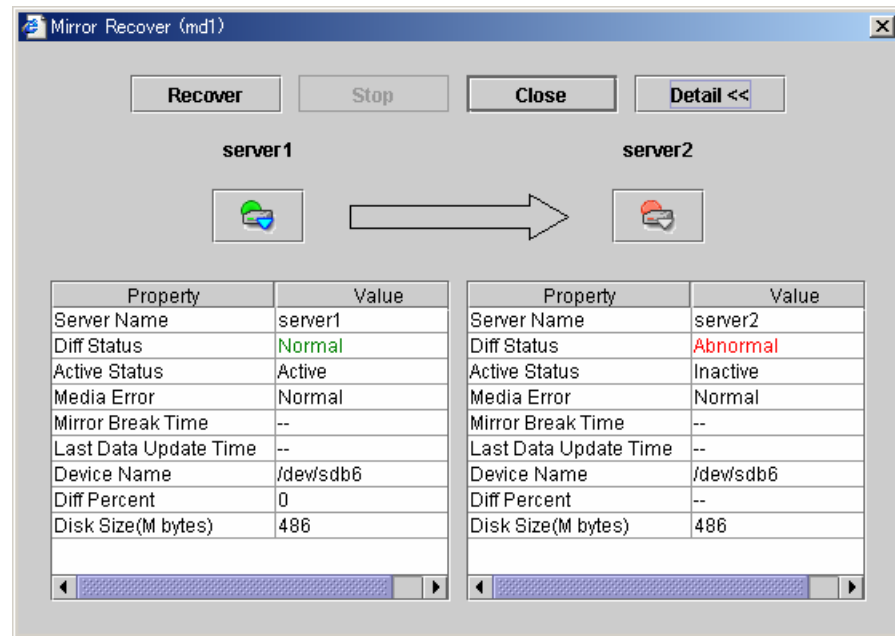 Mirror Recover (md1)
Recover Stop Close Detail <<
server1 server2
Property Value Property Value
Server Name server1 Server Name server2
Diff Status Normal Diff Status Abnormal
Active Status Active Active Status Inactive
Media Error Normal Media Error Normal
Mirror Break Time -- Mirror Break Time --
Last Data Update Time -- Last Data Update Time --
Device Name /dev/sdb6 Device Name /dev/sdb6
Diff Percent 0 Diff Percent --
Disk Size(M bytes) 486 Disk Size(M bytes) 486